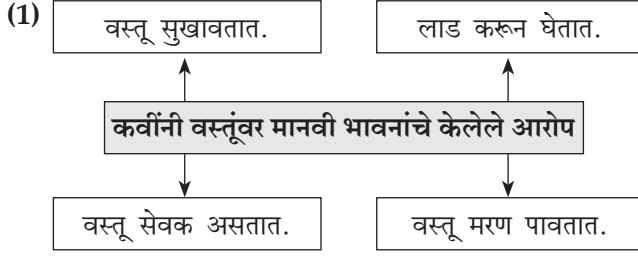 (1)
वस्तू सुखावतात.
लाड करून घेतात.
कवींनी वस्तूंवर मानवी भावनांचे केलेले आरोप
वस्तू सेवक असतात.
वस्तू मरण पावतात.